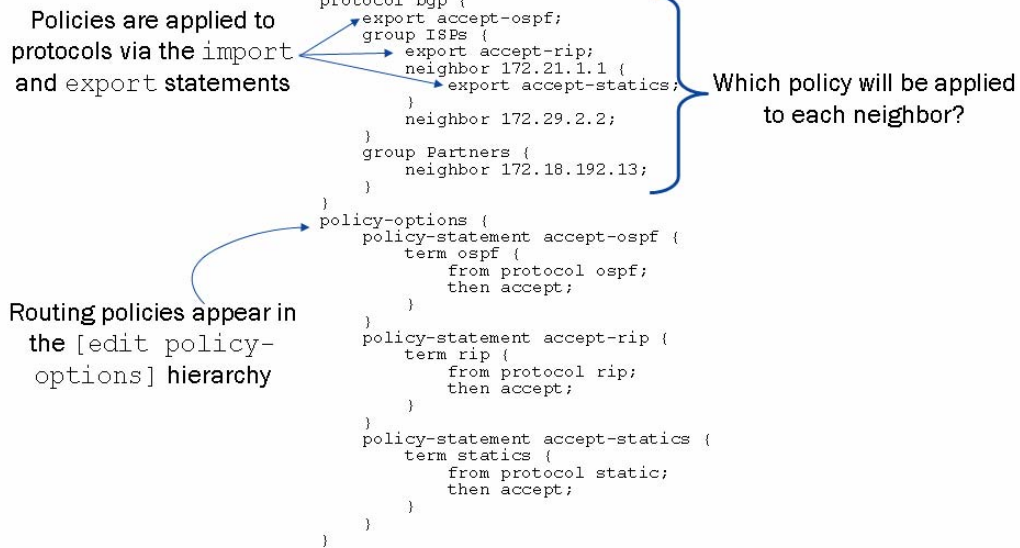 Policies are applied to
protocols via the import
and export statements
protocol bgp {
export accept-ospf;
group ISPs {
export accept-rip;
neighbor 172.21.1.1 {
export accept-statics;
}
neighbor 172.29.2.2;
}
group Partners {
neighbor 172.18.192.13;
}
}
Which policy will be applied
to each neighbor?
policy-options {
policy-statement accept-ospf {
term ospf {
from protocol ospf;
then accept;
}
}
policy-statement accept-rip {
term rip {
from protocol rip;
then accept;
}
}
policy-statement accept-statics {
term statics {
from protocol static;
then accept;
}
}
}
Routing policies appear in
the [edit policy-
options] hierarchy